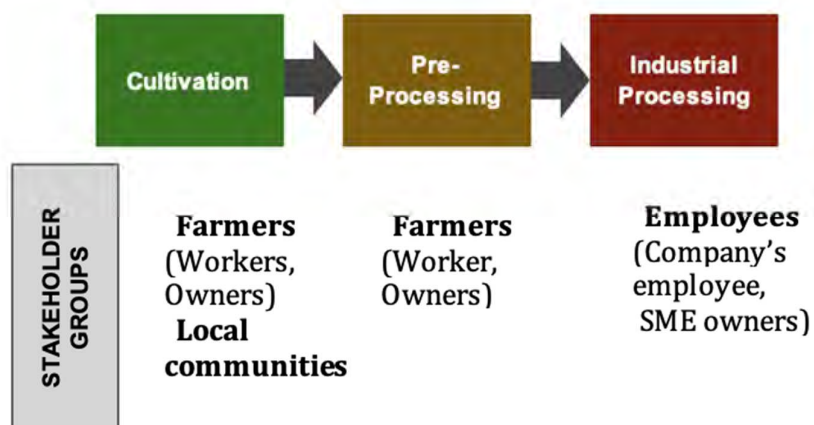 Cultivation
Pre-
Processing
Industrial
Processing
STAKEHOLDER
GROUPS
Farmers
(Workers,
Owners)
Local
communities
Farmers
(Worker,
Owners)
Employees
(Company's
employee,
SME owners)